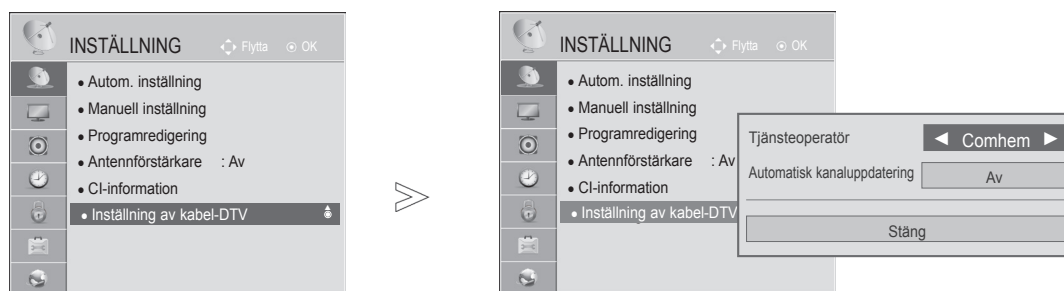 INSTÄLLNING Flytta OK
• Autom. inställning
• Manuell inställning
• Programredigering
• Antennförstärkare : Av
• CI-information
• Inställning av kabel-DTV
INSTÄLLNING Flytta OK
• Autom. inställning
• Manuell inställning
• Programredigering
• Antennförstärkare : Av
• CI-information
• Inställning av kabel-DTV
Tjänsteoperatör ◄ Comhem ►
Automatisk kanaluppdatering Av
Stäng